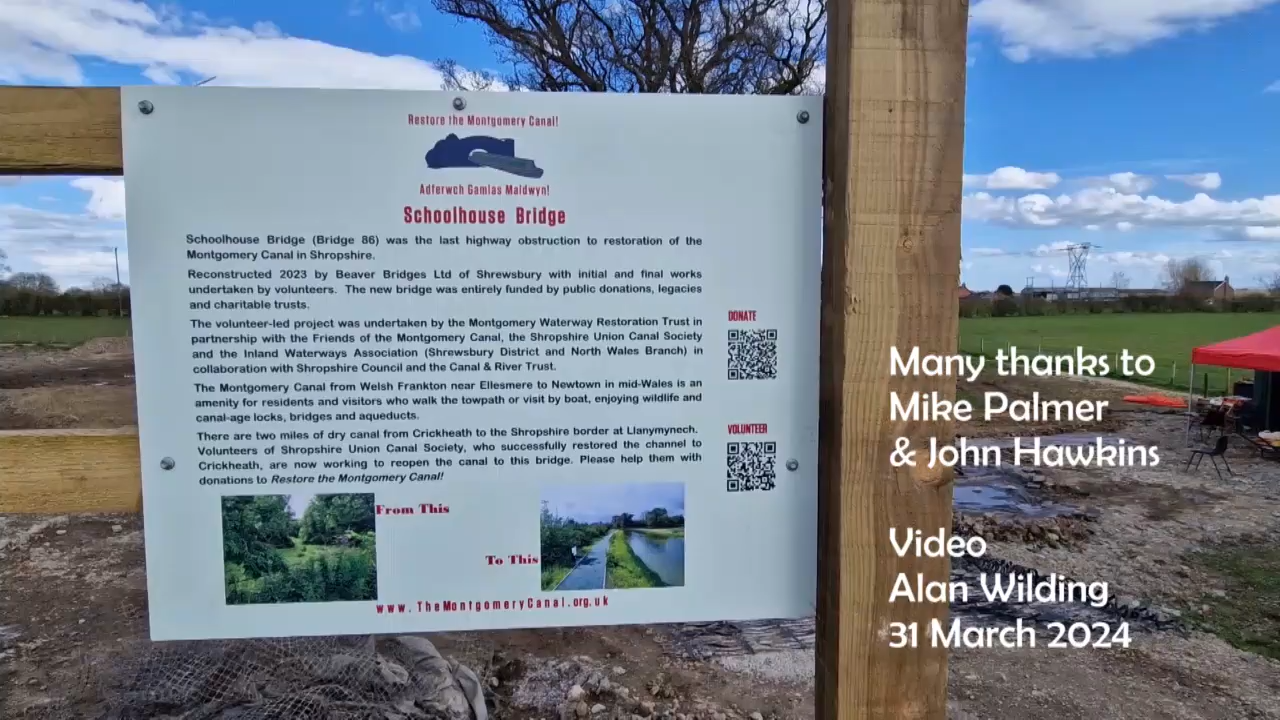 Restore the Montgomery Canal!
Adferwch Gamlas Maldwyn!
Schoolhouse Bridge
Schoolhouse Bridge (Bridge 86) was the last highway obstruction to restoration of the
Montgomery Canal in Shropshire.
Reconstructed 2023 by Beaver Bridges Ltd of Shrewsbury with initial and final works
undertaken by volunteers. The new bridge was entirely funded by public donations, legacies
and charitable trusts.
The volunteer-led project was undertaken by the Montgomery Waterway Restoration Trust in
partnership with the Friends of the Montgomery Canal, the Shropshire Union Canal Society
and the Inland Waterways Association (Shrewsbury District and North Wales Branch) in
collaboration with Shropshire Council and the Canal & River Trust.
The Montgomery Canal from Welsh Frankton near Ellesmere to Newtown in mid-Wales is an
amenity for residents and visitors who walk the towpath or visit by boat, enjoying wildlife and
canal-age locks, bridges and aqueducts.
There are two miles of dry canal from Crickheath to the Shropshire border at Llanymynech.
Volunteers of Shropshire Union Canal Society, who successfully restored the channel to
Crickheath, are now working to reopen the canal to this bridge. Please help them with
donations to Restore the Montgomery Canal!
DONATE
VOLUNTEER
From This
To This
www.TheMontgomeryCanal.org.uk
Many thanks to
Mike Palmer
& John Hawkins
Video
Alan Wilding
31 March 2024